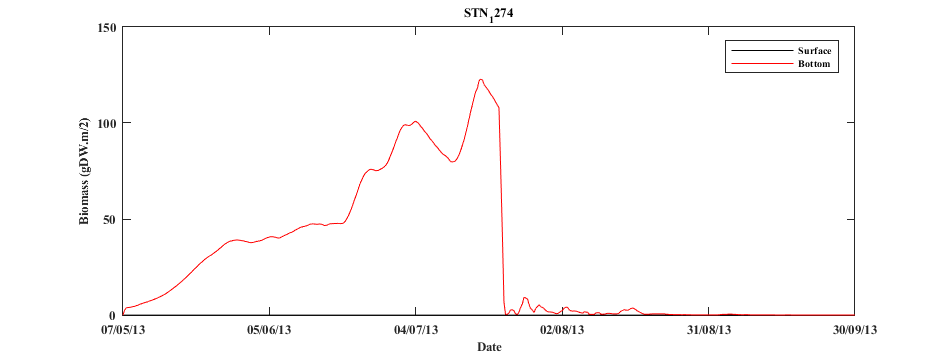 STN₁274
150
Surface
Bottom
100
Biomass (gDW.m/2)
50
0
07/05/13 05/06/13 04/07/13 02/08/13 31/08/13 30/09/13
Date